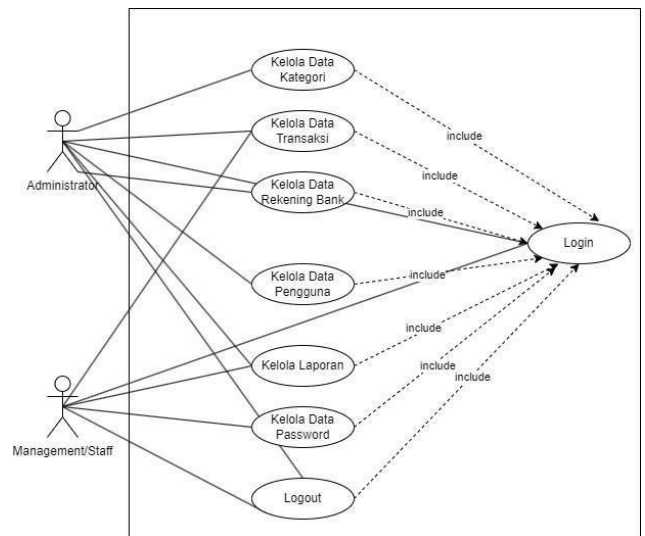 Kelola Data
Kategori
include
Kelola Data
Transaksi
include
Administrator
Kelola Data
Rekening Bank
include
Login
Kelola Data
Pengguna
include
Kelola Laporan
include
Kelola Data
Password
include
include
Management/Staff
Logout